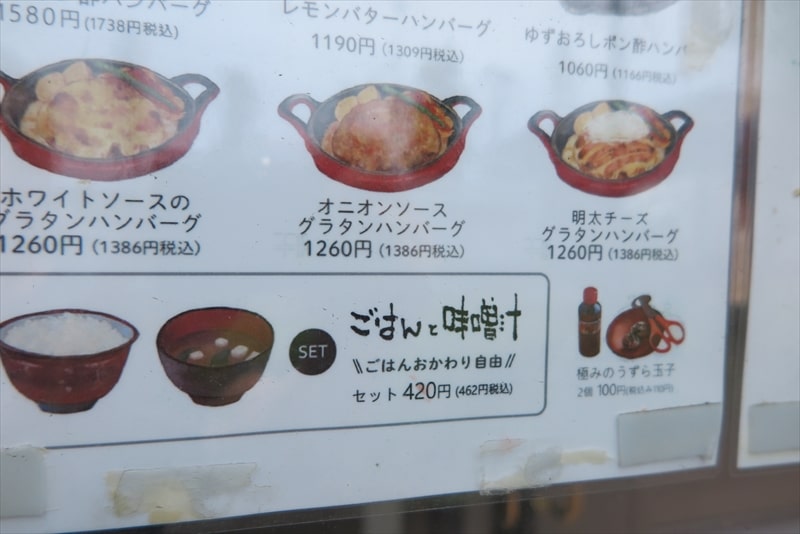 ハンバーグ
1580円(1738円税込)
レモンバターハンバーグ
1190円(1309円税込)
ゆずおろしポン酢ハンバ
1060円(1166円税込)
ホワイトソースの
グラタンハンバーグ
1260円(1386円税込)
オニオンソース
グラタンハンバーグ
1260円(1386円税込)
明太チーズ
グラタンハンバーグ
1260円(1386円税込)
SET
ごはんと味噌汁
\\ごはんおかわり自由//
セット 420円(462円税込)
極みのうずら玉子
2個 100円(税込み110円)